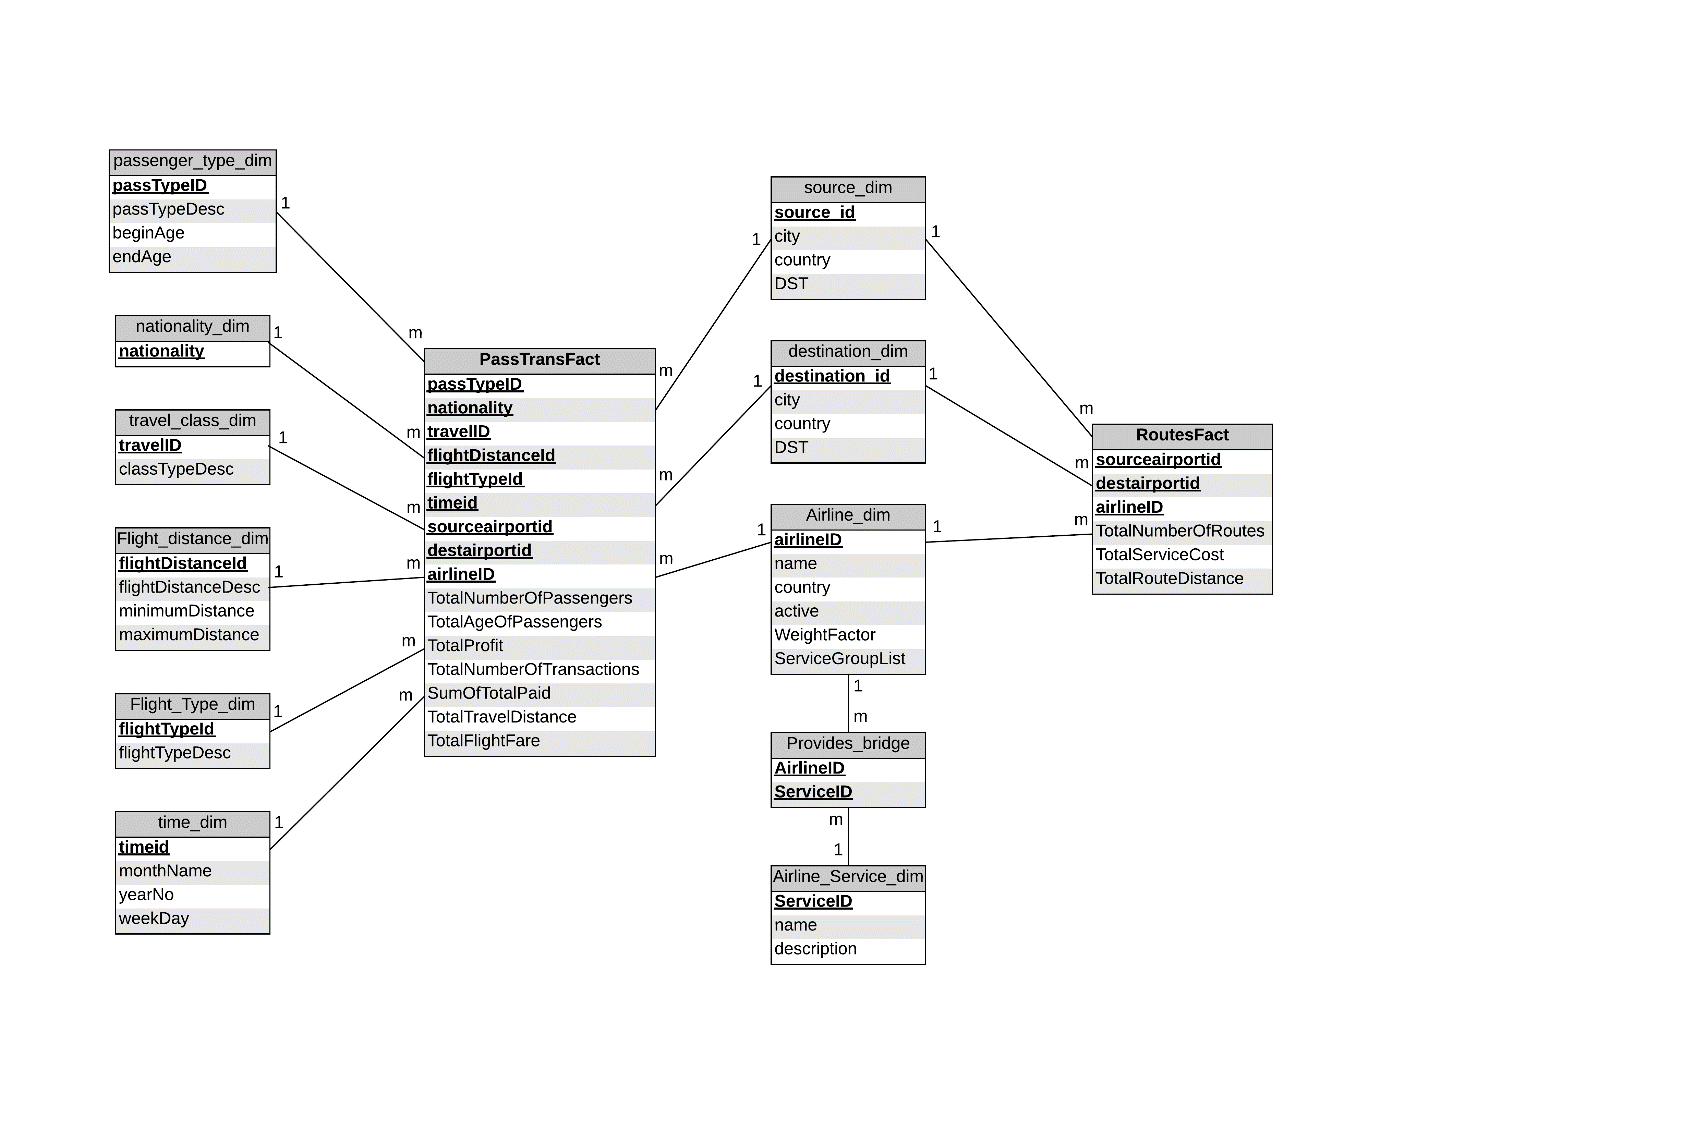 passenger_type_dim
passTypeID
passTypeDesc
beginAge
endAge
1
m
nationality_dim
nationality
1
m
travel_class_dim
travelID
classTypeDesc
1
m
Flight_distance_dim
flightDistanceId
flightDistanceDesc
minimumDistance
maximumDistance
1
m
Flight_Type_dim
flightTypeId
flightTypeDesc
1
m
time_dim
timeid
monthName
yearNo
weekDay
1
m
PassTransFact
passTypeID
nationality
travelID
flightDistanceId
flightTypeId
timeid
sourceairportid
destairportid
airlineID
TotalNumberOfPassengers
TotalAgeOfPassengers
TotalProfit
TotalNumberOfTransactions
SumOfTotalPaid
TotalTravelDistance
TotalFlightFare
m
1
m
1
m
1
source_dim
source_id
city
country
DST
1
m
destination_dim
destination_id
city
country
DST
1
m
Airline_dim
airlineID
name
country
active
WeightFactor
ServiceGroupList
1
m
1
m
Provides_bridge
AirlineID
ServiceID
m
1
Airline_Service_dim
ServiceID
name
description
RoutesFact
sourceairportid
destairportid
airlineID
TotalNumberOfRoutes
TotalServiceCost
TotalRouteDistance